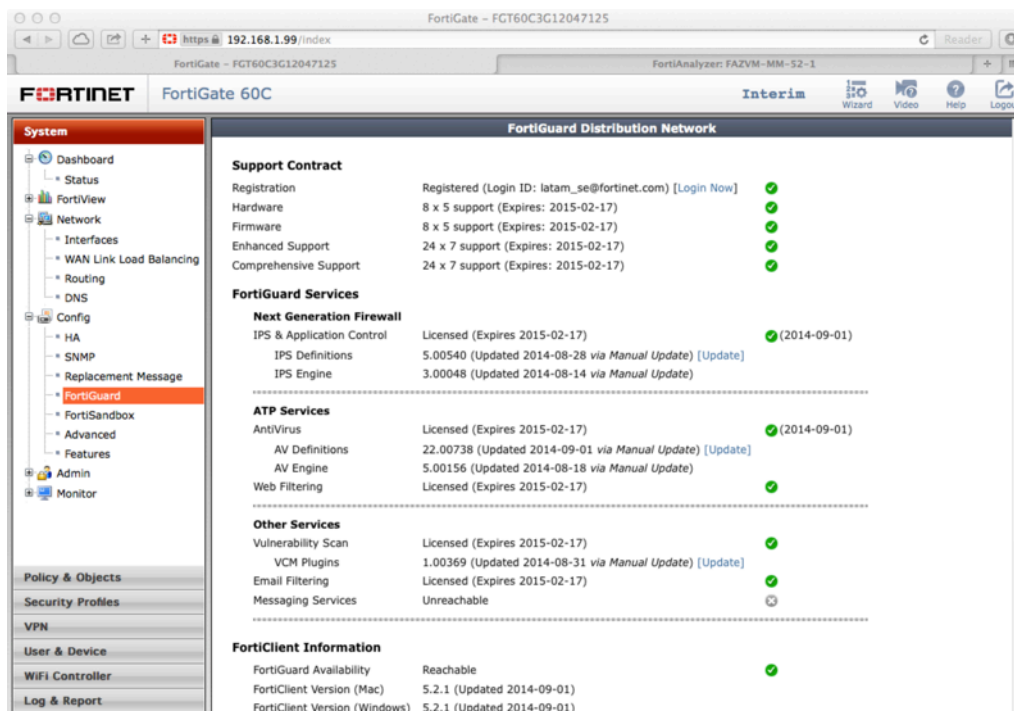 FortiGate – FGT60C3G12047125
https 192.168.1.99/index
Reader
FortiGate – FGT60C3G12047125
FortiAnalyzer: FAZVM-MM-52-1
FORTINET
FortiGate 60C
Interim
Wizard
Video
Help
Logou
System
Dashboard
Status
FortiView
Network
Interfaces
WAN Link Load Balancing
Routing
DNS
Config
HA
SNMP
Replacement Message
FortiGuard
FortiSandbox
Advanced
Features
Admin
Monitor
Policy & Objects
Security Profiles
VPN
User & Device
WiFi Controller
Log & Report
FortiGuard Distribution Network
Support Contract
Registration Registered (Login ID: latam_se@fortinet.com) [Login Now]
Hardware 8 x 5 support (Expires: 2015-02-17)
Firmware 8 x 5 support (Expires: 2015-02-17)
Enhanced Support 24 x 7 support (Expires: 2015-02-17)
Comprehensive Support 24 x 7 support (Expires: 2015-02-17)
FortiGuard Services
Next Generation Firewall
IPS & Application Control Licensed (Expires 2015-02-17) (2014-09-01)
IPS Definitions 5.00540 (Updated 2014-08-28 via Manual Update) [Update]
IPS Engine 3.00048 (Updated 2014-08-14 via Manual Update)
ATP Services
AntiVirus Licensed (Expires 2015-02-17) (2014-09-01)
AV Definitions 22.00738 (Updated 2014-09-01 via Manual Update) [Update]
AV Engine 5.00156 (Updated 2014-08-18 via Manual Update)
Web Filtering Licensed (Expires 2015-02-17)
Other Services
Vulnerability Scan Licensed (Expires 2015-02-17)
VCM Plugins 1.00369 (Updated 2014-08-31 via Manual Update) [Update]
Email Filtering Licensed (Expires 2015-02-17)
Messaging Services Unreachable
FortiClient Information
FortiGuard Availability Reachable
FortiClient Version (Mac) 5.2.1 (Updated 2014-09-01)
FortiClient Version (Windows) 5.2.1 (Updated 2014-09-01)